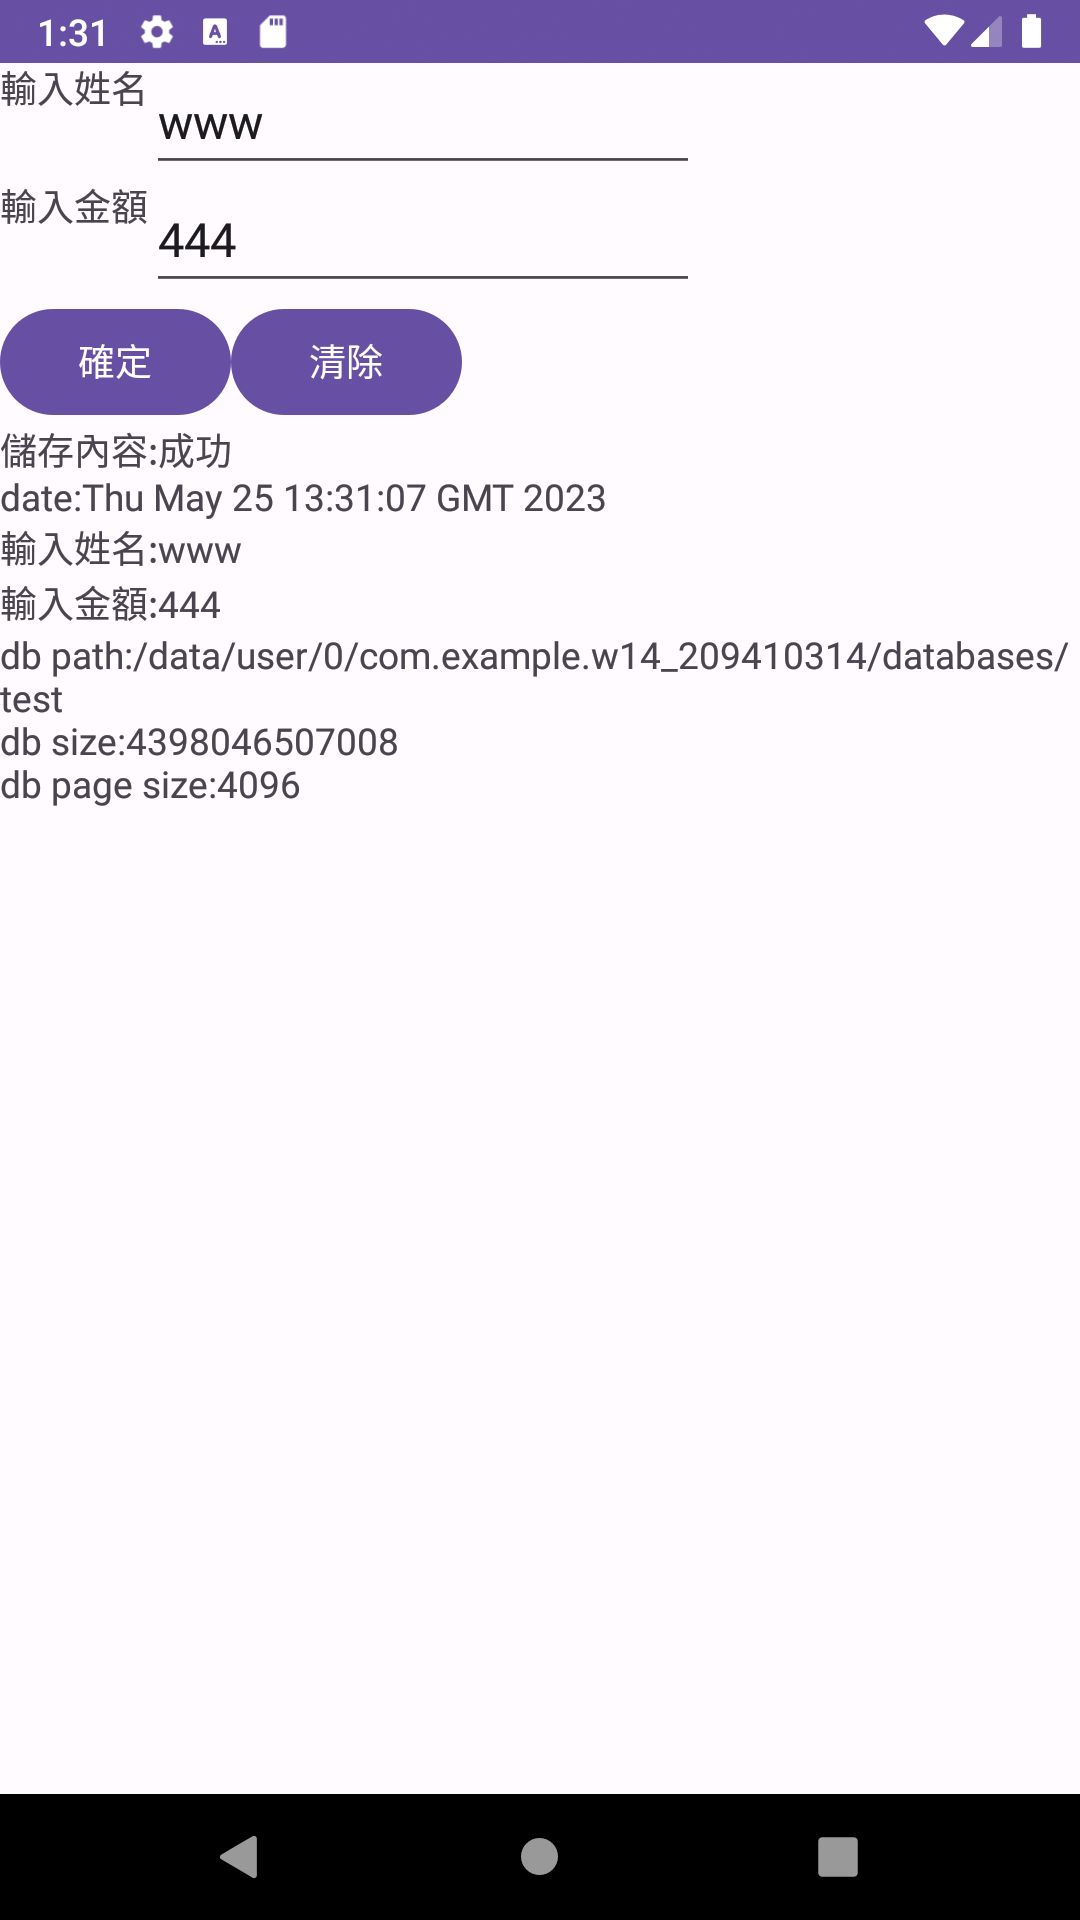 1:31
輸入姓名
www
輸入金額
444
確定 清除
儲存內容:成功
date:Thu May 25 13:31:07 GMT 2023
輸入姓名:www
輸入金額:444
db path:/data/user/0/com.example.w14_209410314/databases/
test
db size:4398046507008
db page size:4096